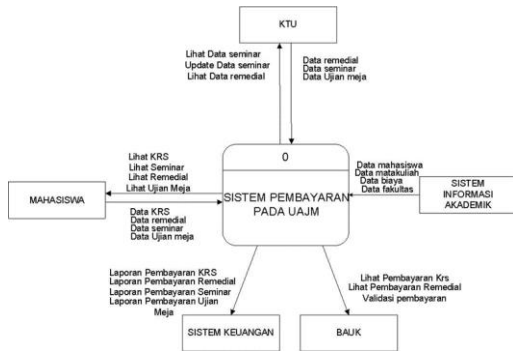 KTU
Lihat Data seminar
Update Data seminar
Lihat Data remedial
Data remedial
Data seminar
Data Ujian meja
0
SISTEM PEMBAYARAN
PADA UAJM
Lihat KRS
Lihat Seminar
Lihat Remedial
Lihat Ujian Meja
MAHASISWA
Data KRS
Data remedial
Data seminar
Data Ujian meja
Data mahasiswa
Data matakuliah
Data biaya
Data fakultas
SISTEM
INFORMASI
AKADEMIK
Laporan Pembayaran KRS
Laporan Pembayaran Remedial
Laporan Pembayaran Seminar
Laporan Pembayaran Ujian
Meja
Lihat Pembayaran Krs
Lihat Pembayaran Remedial
Validasi pembayaran
SISTEM KEUANGAN
BAUK